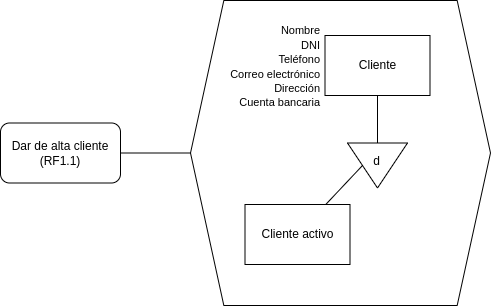 Nombre
DNI
Teléfono
Correo electrónico
Dirección
Cuenta bancaria
Cliente
Dar de alta cliente
(RF1.1)
d
Cliente activo